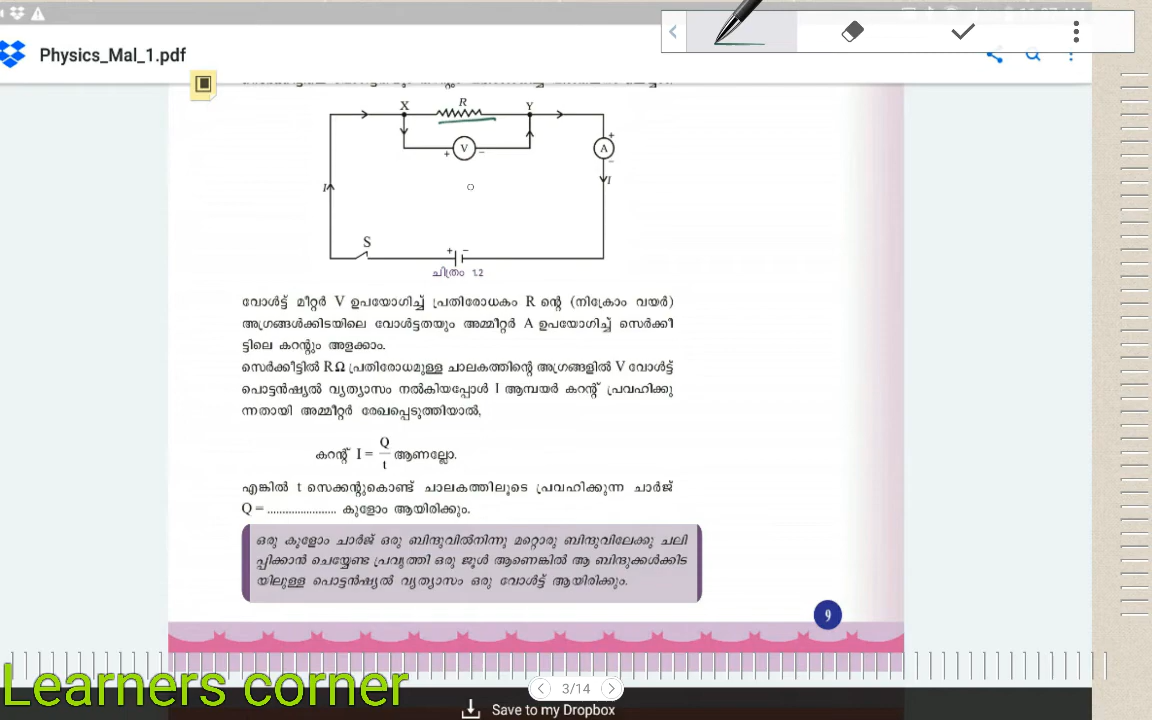 Physics_Mal_1.pdf
X
R
Y
+
V
−
+
A
−
I
I
S
+
−
ചിത്രം 1.2
വോൾട്ട് മീറ്റർ V ഉപയോഗിച്ച് പ്രതിരോധകം R ന്റെ (നിക്രോം വയർ)
അഗ്രങ്ങൾക്കിടയിലെ വോൾട്ടതയും അമ്മീറ്റർ A ഉപയോഗിച്ച് സെർക്കീ
ട്ടിലെ കറന്റും അളക്കാം.
സെർക്കീട്ടിൽ RΩ പ്രതിരോധമുള്ള ചാലകത്തിന്റെ അഗ്രങ്ങളിൽ V വോൾട്ട്
പൊട്ടൻഷ്യൽ വ്യത്യാസം നൽകിയപ്പോൾ I ആമ്പയർ കറന്റ് പ്രവഹിക്കു
ന്നതായി അമ്മീറ്റർ രേഖപ്പെടുത്തിയാൽ,
കറന്റ് I = Q/t ആണല്ലോ.
എങ്കിൽ t സെക്കന്റുകൊണ്ട് ചാലകത്തിലൂടെ പ്രവഹിക്കുന്ന ചാർജ്
Q = ...................... കൂളോം ആയിരിക്കും.
ഒരു കൂളോം ചാർജ് ഒരു ബിന്ദുവിൽനിന്നു മറ്റൊരു ബിന്ദുവിലേക്കു ചലി
പ്പിക്കാൻ ചെയ്യേണ്ട പ്രവൃത്തി ഒരു ജൂൾ ആണെങ്കിൽ ആ ബിന്ദുക്കൾക്കിട
യിലുള്ള പൊട്ടൻഷ്യൽ വ്യത്യാസം ഒരു വോൾട്ട് ആയിരിക്കും.
9
Learners corner
3/14
Save to my Dropbox